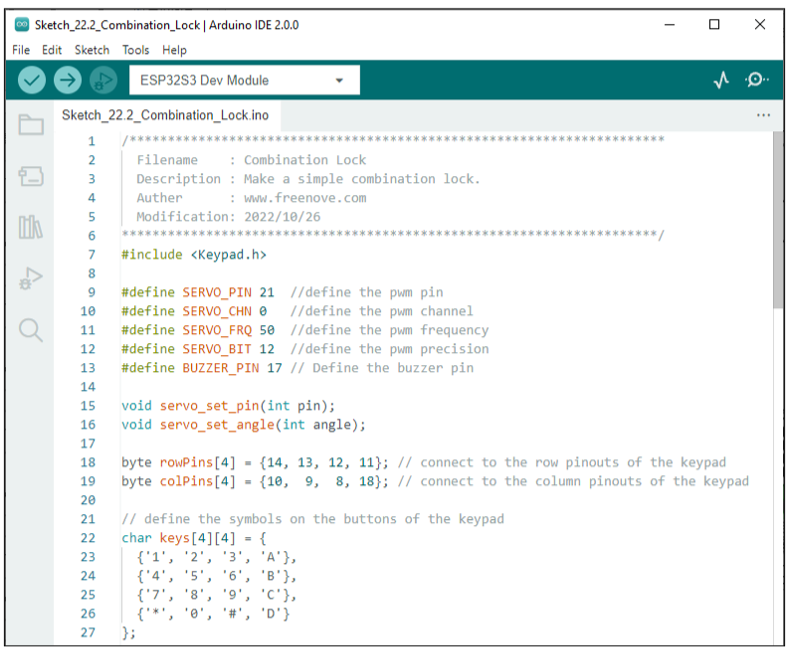 Sketch_22.2_Combination_Lock | Arduino IDE 2.0.0
File Edit Sketch Tools Help
ESP32S3 Dev Module
Sketch_22.2_Combination_Lock.ino
1 /**********************************************************************
2   Filename    : Combination Lock
3   Description : Make a simple combination lock.
4   Auther      : www.freenove.com
5   Modification: 2022/10/26
6 **********************************************************************/
7 #include <Keypad.h>
8
9 #define SERVO_PIN 21  //define the pwm pin
10 #define SERVO_CHN 0   //define the pwm channel
11 #define SERVO_FRQ 50  //define the pwm frequency
12 #define SERVO_BIT 12  //define the pwm precision
13 #define BUZZER_PIN 17 // Define the buzzer pin
14
15 void servo_set_pin(int pin);
16 void servo_set_angle(int angle);
17
18 byte rowPins[4] = {14, 13, 12, 11}; // connect to the row pinouts of the keypad
19 byte colPins[4] = {10,  9,  8, 18}; // connect to the column pinouts of the keypad
20
21 // define the symbols on the buttons of the keypad
22 char keys[4][4] = {
23   {'1', '2', '3', 'A'},
24   {'4', '5', '6', 'B'},
25   {'7', '8', '9', 'C'},
26   {'*', '0', '#', 'D'}
27 };